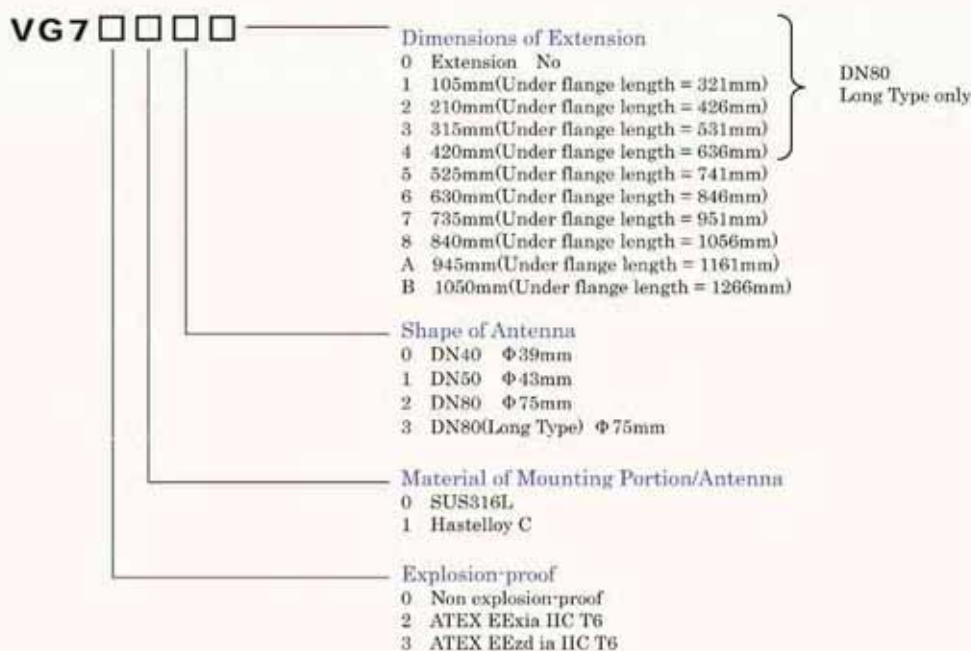 VG7□□□□
Dimensions of Extension
0 Extension No
1 105mm(Under flange length = 321mm)
2 210mm(Under flange length = 426mm)
3 315mm(Under flange length = 531mm)
4 420mm(Under flange length = 636mm)
5 525mm(Under flange length = 741mm)
6 630mm(Under flange length = 846mm)
7 735mm(Under flange length = 951mm)
8 840mm(Under flange length = 1056mm)
A 945mm(Under flange length = 1161mm)
B 1050mm(Under flange length = 1266mm)
DN80
Long Type only
Shape of Antenna
0 DN40 Φ39mm
1 DN50 Φ43mm
2 DN80 Φ75mm
3 DN80(Long Type) Φ75mm
Material of Mounting Portion/Antenna
0 SUS316L
1 Hastelloy C
Explosion-proof
0 Non explosion-proof
2 ATEX EExia IIC T6
3 ATEX EEzd ia IIC T6